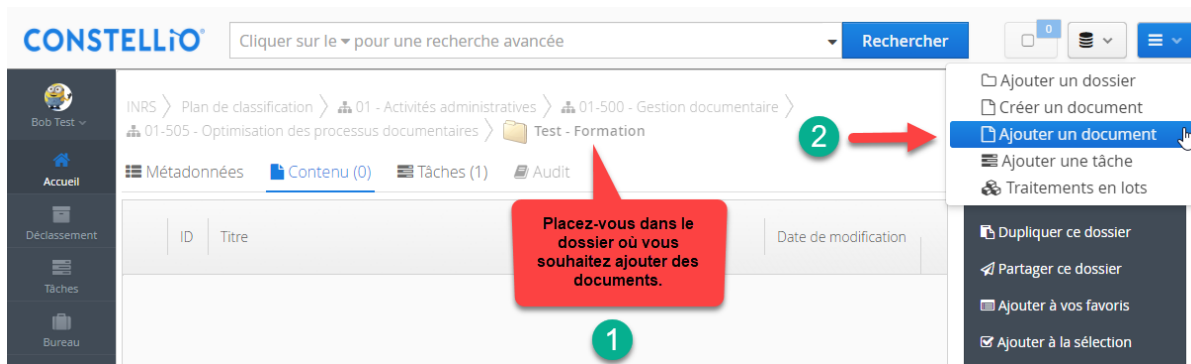 CONSTELLiO
Cliquer sur le ▾ pour une recherche avancée
Rechercher
0
Bob Test
INRS 〉 Plan de classification 〉 01 - Activités administratives 〉 01-500 - Gestion documentaire 〉
01-505 - Optimisation des processus documentaires 〉 Test - Formation
Métadonnées
Contenu (0)
Tâches (1)
Audit
Accueil
Déclassement
Tâches
Bureau
ID
Titre
Date de modification
Placez-vous dans le
dossier où vous
souhaitez ajouter des
documents.
1
2
Ajouter un dossier
Créer un document
Ajouter un document
Ajouter une tâche
Traitements en lots
Dupliquer ce dossier
Partager ce dossier
Ajouter à vos favoris
Ajouter à la sélection